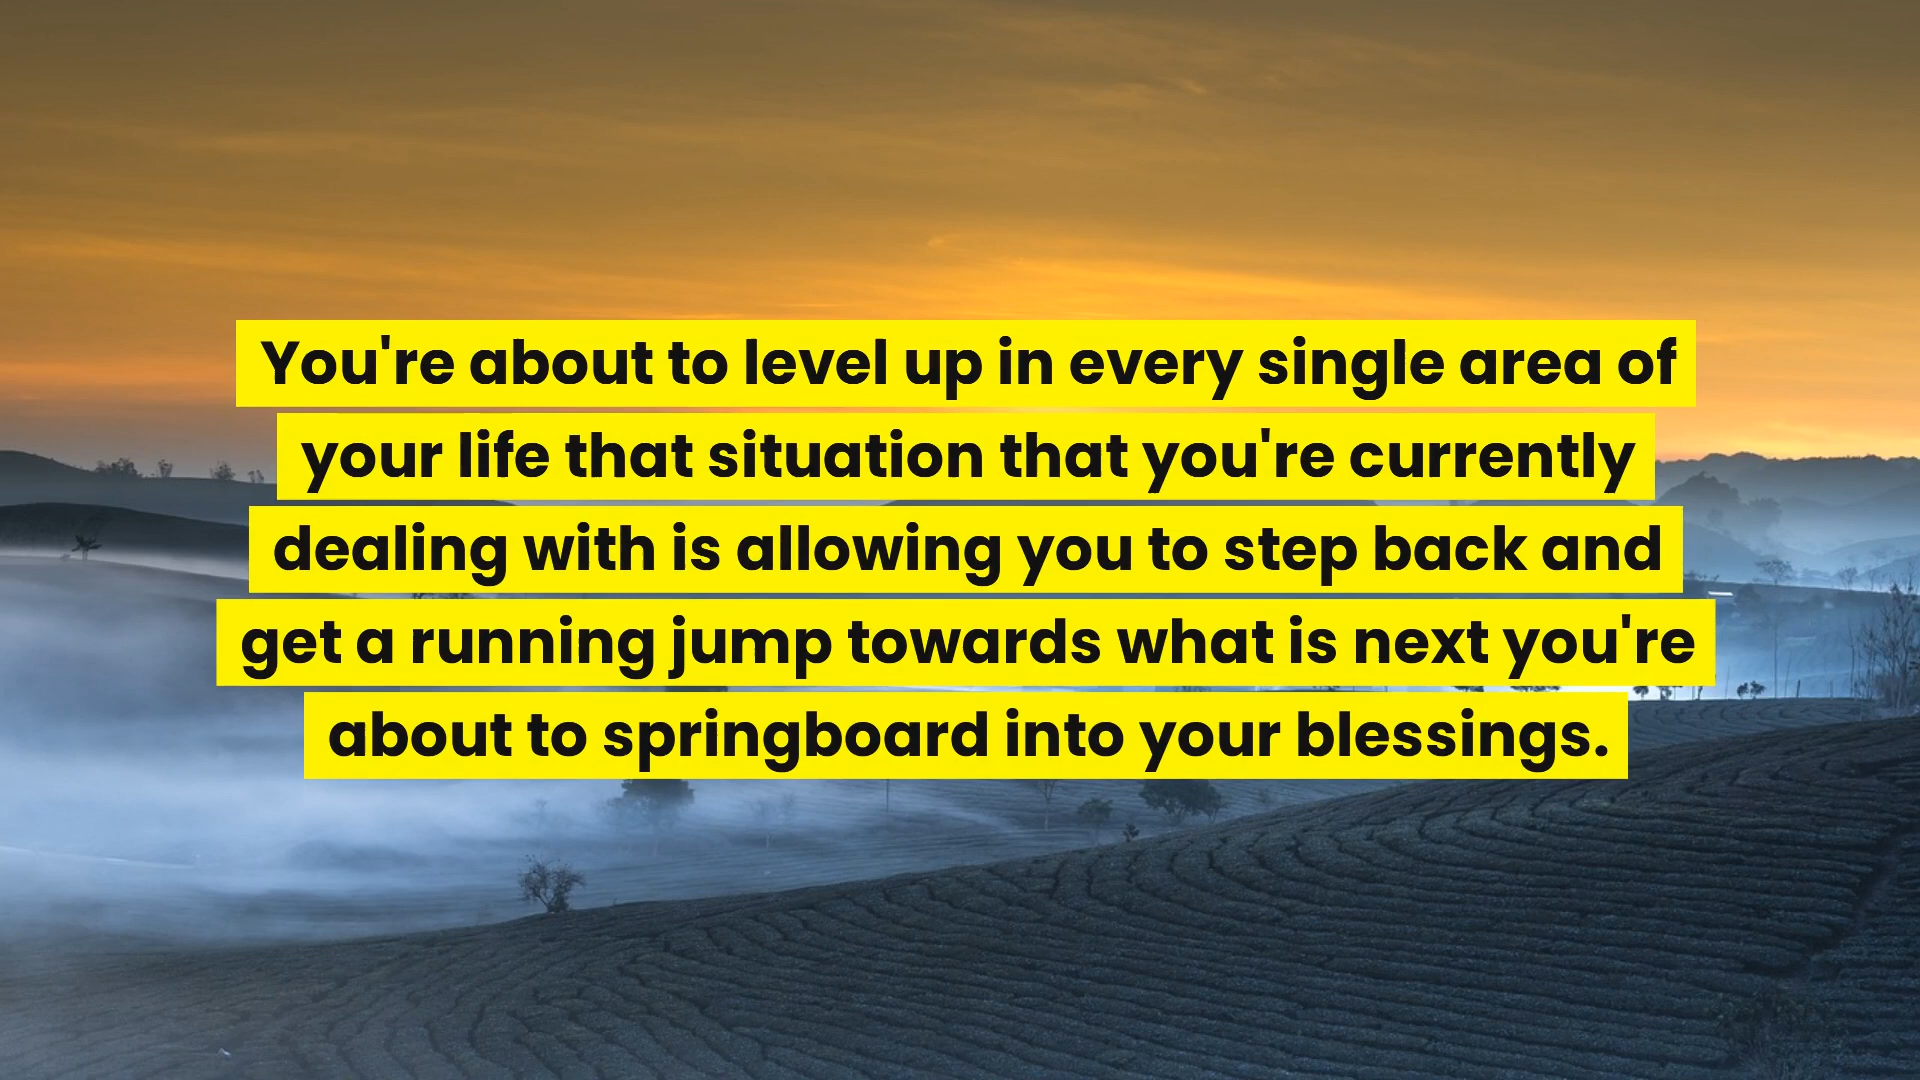 You're about to level up in every single area of
your life that situation that you're currently
dealing with is allowing you to step back and
get a running jump towards what is next you're
about to springboard into your blessings.